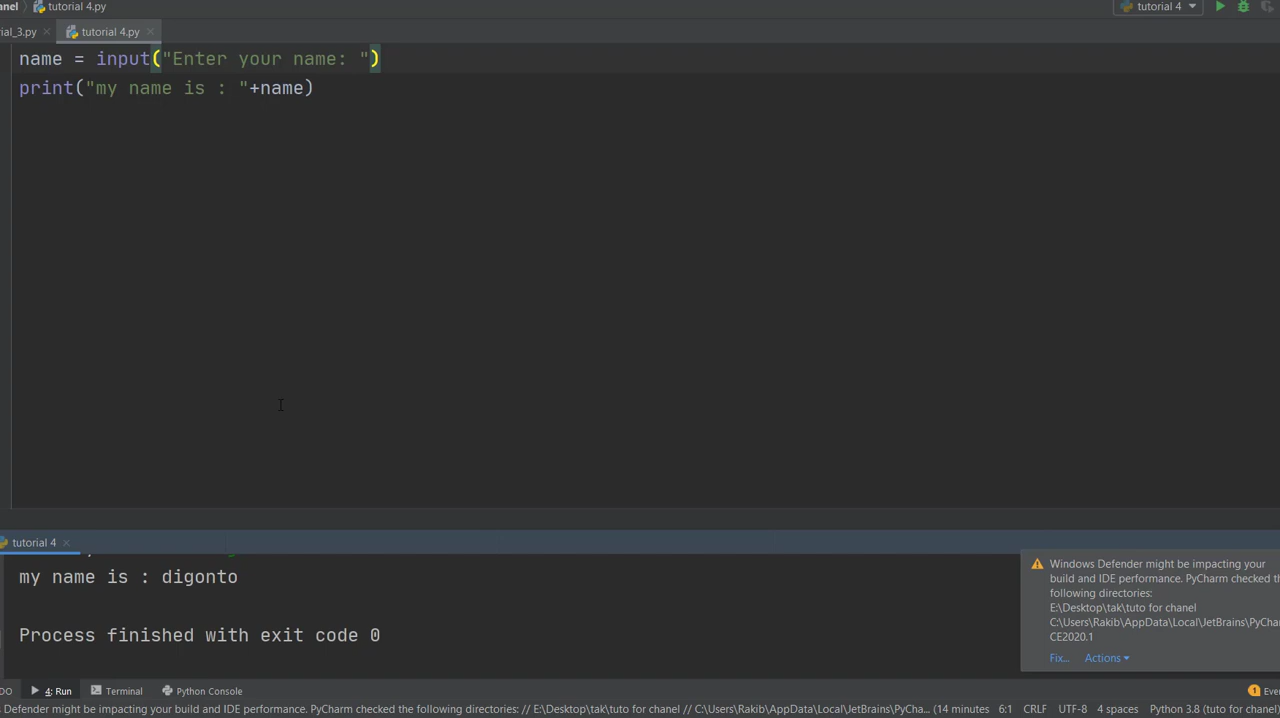 nnel tutorial 4.py
tutorial 4
ial_3.py tutorial 4.py
name = input("Enter your name: ")
print("my name is : "+name)
tutorial 4
my name is : digonto
Process finished with exit code 0
Windows Defender might be impacting your
build and IDE performance. PyCharm checked the
following directories:
E:\Desktop\tak\tuto for chanel
C:\Users\Rakib\AppData\Local\JetBrains\PyChar
CE2020.1
Fix... Actions
DO 4: Run Terminal Python Console 1 Eve
s Defender might be impacting your build and IDE performance. PyCharm checked the following directories: // E:\Desktop\tak\tuto for chanel // C:\Users\Rakib\AppData\Local\JetBrains\PyCha... (14 minutes 6:1 CRLF UTF-8 4 spaces Python 3.8 (tuto for chanel)